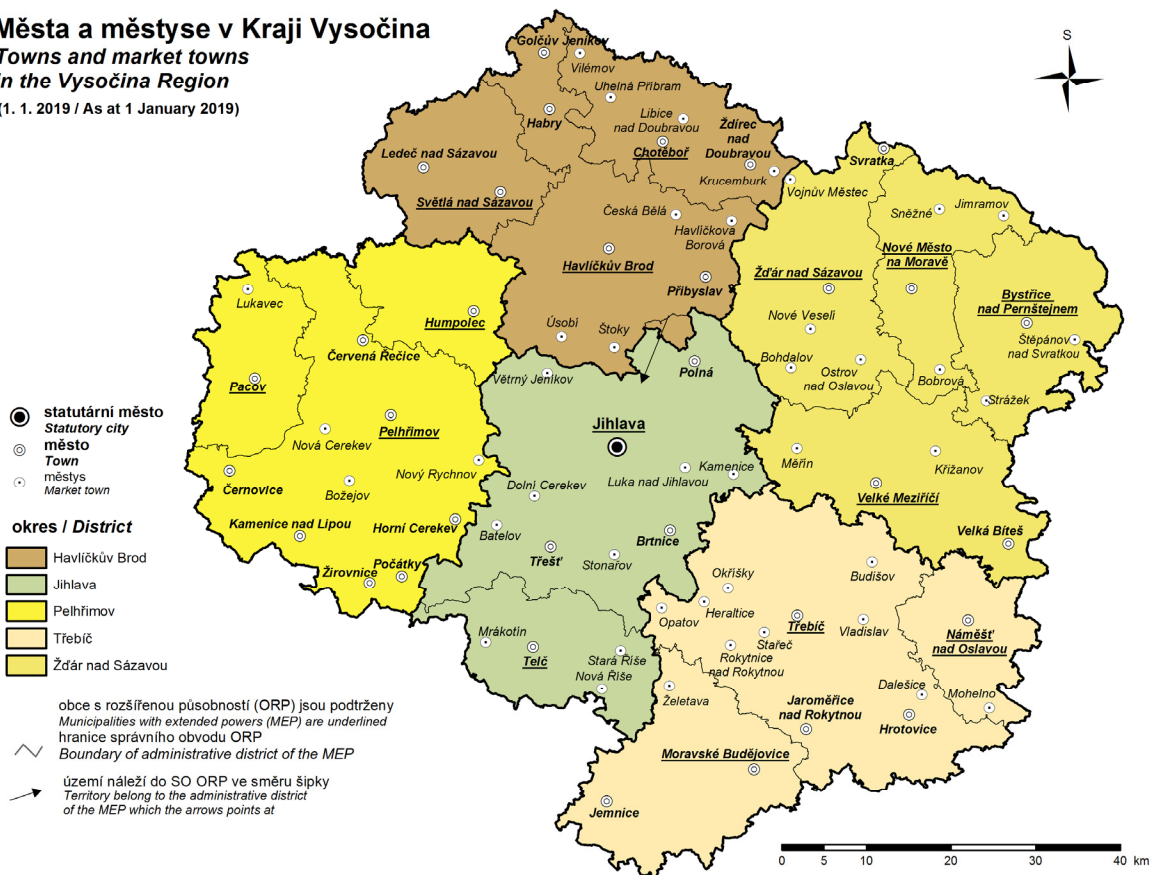 Města a městyse v Kraji Vysočina
Towns and market towns
in the Vysočina Region
(1. 1. 2019 / As at 1 January 2019)
S
Golčův Jeníkov
Vilémov
Uhelná Příbram
Habry
Libice
nad Doubravou
Ždírec
nad
Doubravou
Chotěboř
Ledeč nad Sázavou
Krucemburk
Svratka
Vojnův Městec
Světlá nad Sázavou
Česká Bělá
Havlíčkova
Borová
Sněžné
Jimramov
Havlíčkův Brod
Nové Město
na Moravě
Žďár nad Sázavou
Přibyslav
Lukavec
Bystřice
nad Pernštejnem
Humpolec
Úsobí
Štoky
Nové Veselí
Štěpánov
nad Svratkou
Červená Řečice
Větrný Jeníkov
Polná
Bohdalov
Ostrov
nad Oslavou
Bobrová
Pacov
Strážek
statutární město
Statutory city
město
Town
městys
Market town
Pelhřimov
Jihlava
Nová Cerekev
Nový Rychnov
Měřín
Křižanov
Luka nad Jihlavou
Kamenice
Černovice
Božejov
Dolní Cerekev
Velké Meziříčí
Kamenice nad Lipou
Horní Cerekev
Batelov
Brtnice
Velká Bíteš
okres / District
Havlíčkův Brod
Jihlava
Pelhřimov
Třebíč
Žďár nad Sázavou
Třešť
Stonařov
Počátky
Žirovnice
Okříšky
Budišov
Heraltice
Opatov
Třebíč
Vladislav
Náměšť
nad Oslavou
Mrákotín
Telč
Stará Říše
Nová Říše
Stařeč
Rokytnice
nad Rokytnou
Želetava
Dalešice
Mohelno
Jaroměřice
nad Rokytnou
Hrotovice
Moravské Budějovice
Jemnice
obce s rozšířenou působností (ORP) jsou podtrženy
Municipalities with extended powers (MEP) are underlined
hranice správního obvodu ORP
Boundary of administrative district of the MEP
území náleží do SO ORP ve směru šipky
Territory belong to the administrative district
of the MEP which the arrows points at
0 5 10 20 30 40 km